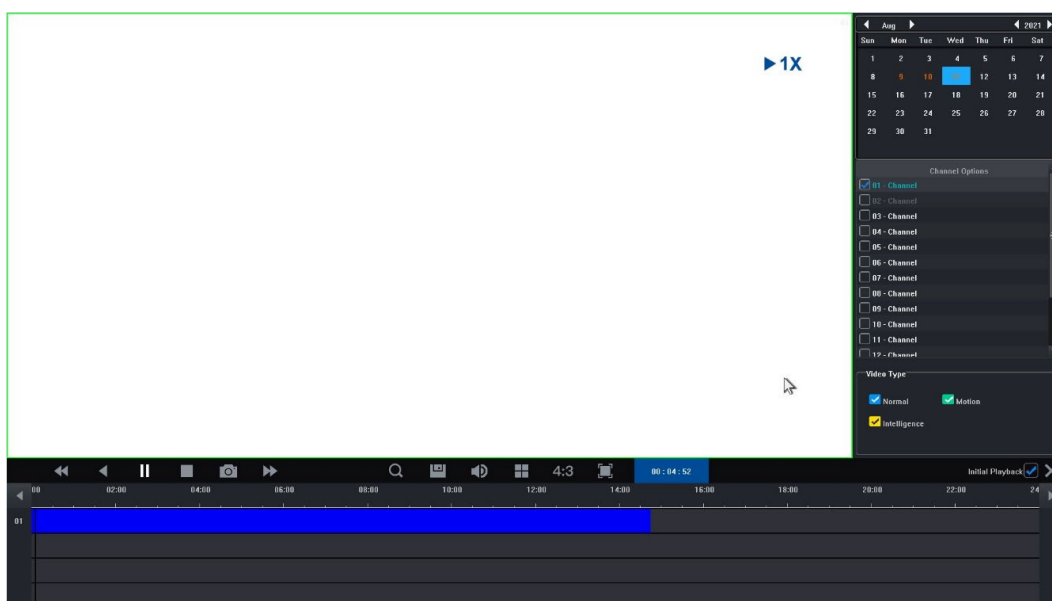 1X
Aug 2021
Sun Mon Tue Wed Thu Fri Sat
1 2 3 4 5 6 7
8 9 10 12 13 14
15 16 17 18 19 20 21
22 23 24 25 26 27 28
29 30 31
Channel Options
01 - Channel
02 - Channel
03 - Channel
04 - Channel
05 - Channel
06 - Channel
07 - Channel
08 - Channel
09 - Channel
10 - Channel
11 - Channel
12 - Channel
Video Type
Normal Motion
Intelligence
4:3 00:04:52 Initial Playback
00 02:00 04:00 06:00 08:00 10:00 12:00 14:00 16:00 18:00 20:00 22:00 24
01